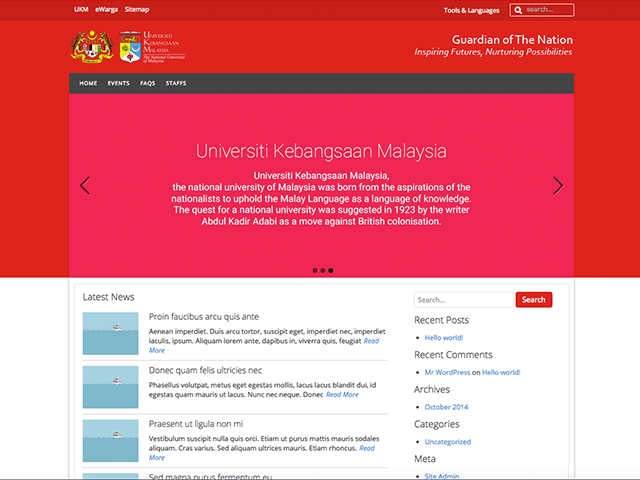 UKM eWarga Sitemap
Tools & Languages
search...
UNIVERSITI
KEBANGSAAN
MALAYSIA
The National University
of Malaysia
Guardian of The Nation
Inspiring Futures, Nurturing Possibilities
HOME EVENTS FAQS STAFFS
Universiti Kebangsaan Malaysia
Universiti Kebangsaan Malaysia,
the national university of Malaysia was born from the aspirations of the
nationalists to uphold the Malay Language as a language of knowledge.
The quest for a national university was suggested in 1923 by the writer
Abdul Kadir Adabi as a move against British colonisation.
Latest News
Proin faucibus arcu quis ante
Aenean imperdiet. Duis arcu tortor, suscipit eget, imperdiet nec, imperdiet
iaculis, ipsum. Aliquam lorem ante, dapibus in, viverra quis, feugiat Read
More
Donec quam felis ultricies nec
Phasellus volutpat, metus eget egestas mollis, lacus lacus blandit dui, id
egestas quam mauris ut lacus. Nunc nec neque. Donec Read More
Praesent ut ligula non mi
Vestibulum suscipit nulla quis orci. Etiam ut purus mattis mauris sodales
aliquam. Cras varius. Sed aliquam ultrices mauris. Etiam rhoncus. Read
More
Sed magna purus fermentum eu
Search...
Search
Recent Posts
Hello world!
Recent Comments
Mr WordPress on Hello world!
Archives
October 2014
Categories
Uncategorized
Meta
Site Admin